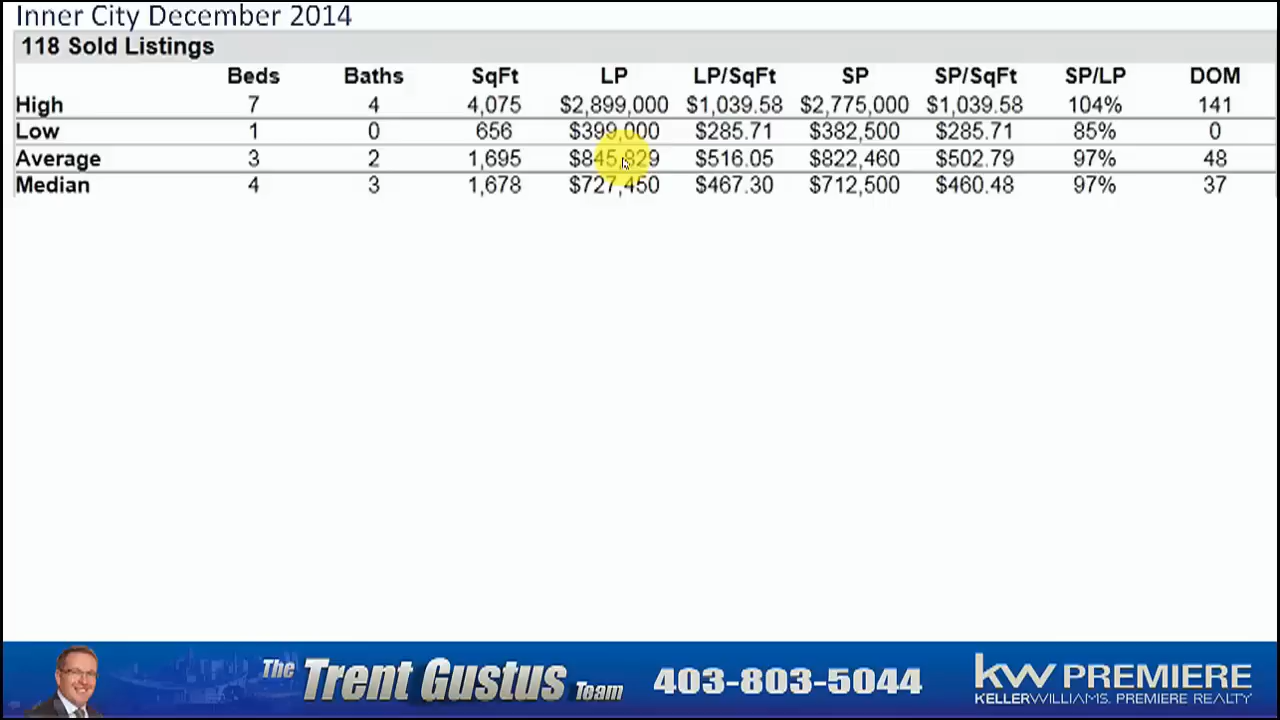 Inner City December 2014
118 Sold Listings
Beds Baths SqFt LP LP/SqFt SP SP/SqFt SP/LP DOM
High 7 4 4,075 $2,899,000 $1,039.58 $2,775,000 $1,039.58 104% 141
Low 1 0 656 $399,000 $285.71 $382,500 $285.71 85% 0
Average 3 2 1,695 $845,829 $516.05 $822,460 $502.79 97% 48
Median 4 3 1,678 $727,450 $467.30 $712,500 $460.48 97% 37
The Trent Gustus Team 403-803-5044 kw PREMIERE
KELLERWILLIAMS. PREMIERE REALTY